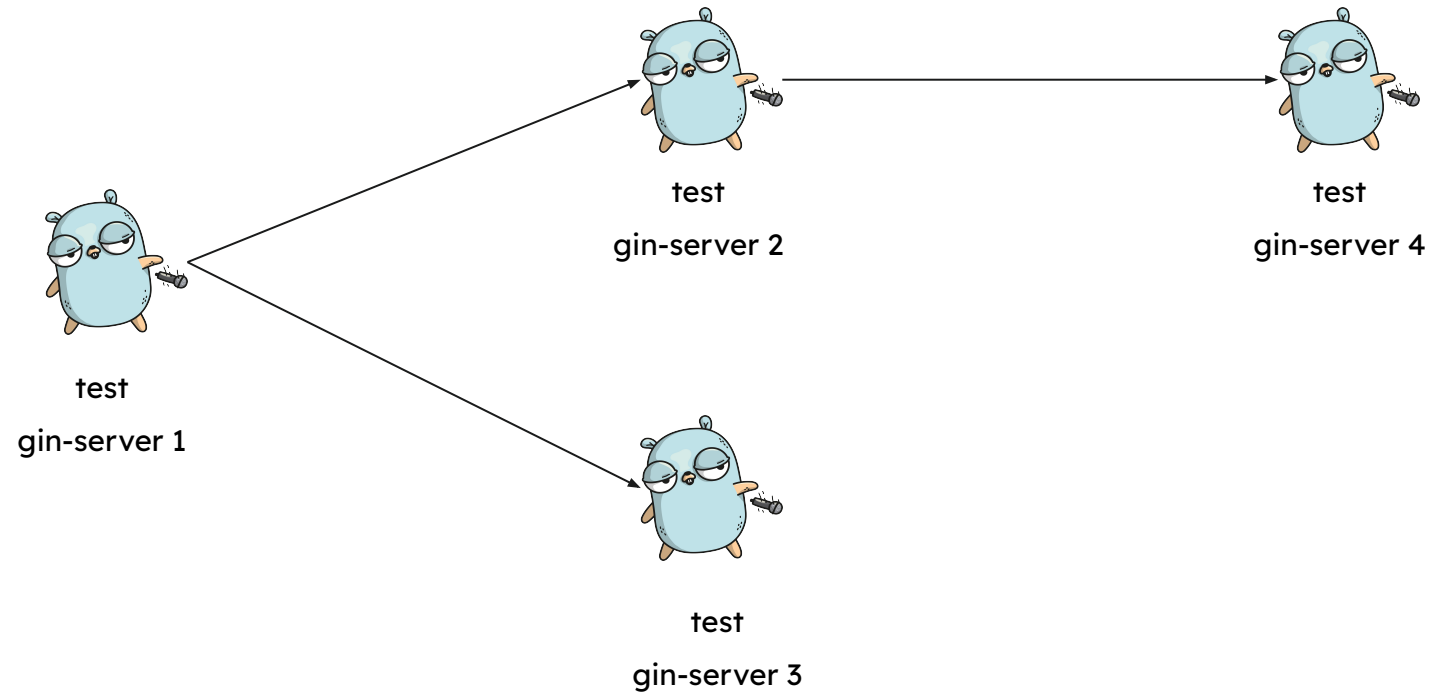 test
gin-server 1
test
gin-server 2
test
gin-server 3
test
gin-server 4